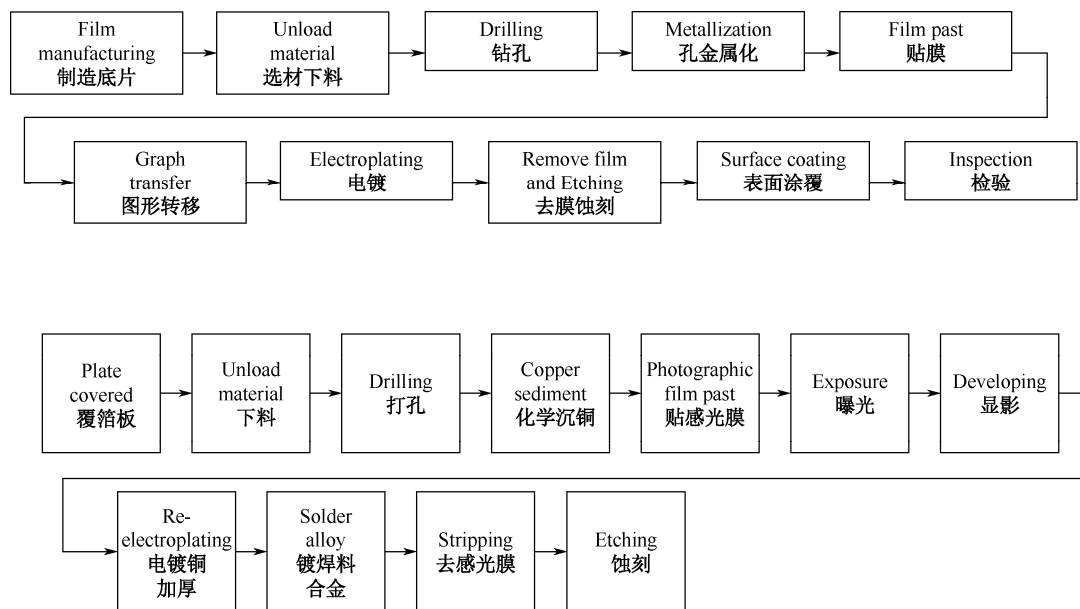 Film
manufacturing
制造底片
Unload
material
选材下料
Drilling
钻孔
Metallization
孔金属化
Film past
贴膜
Graph
transfer
图形转移
Electroplating
电镀
Remove film
and Etching
去膜蚀刻
Surface coating
表面涂覆
Inspection
检验
Plate
covered
覆箔板
Unload
material
下料
Drilling
打孔
Copper
sediment
化学沉铜
Photographic
film past
贴感光膜
Exposure
曝光
Developing
显影
Re-
electroplating
电镀铜
加厚
Solder
alloy
镀焊料
合金
Stripping
去感光膜
Etching
蚀刻